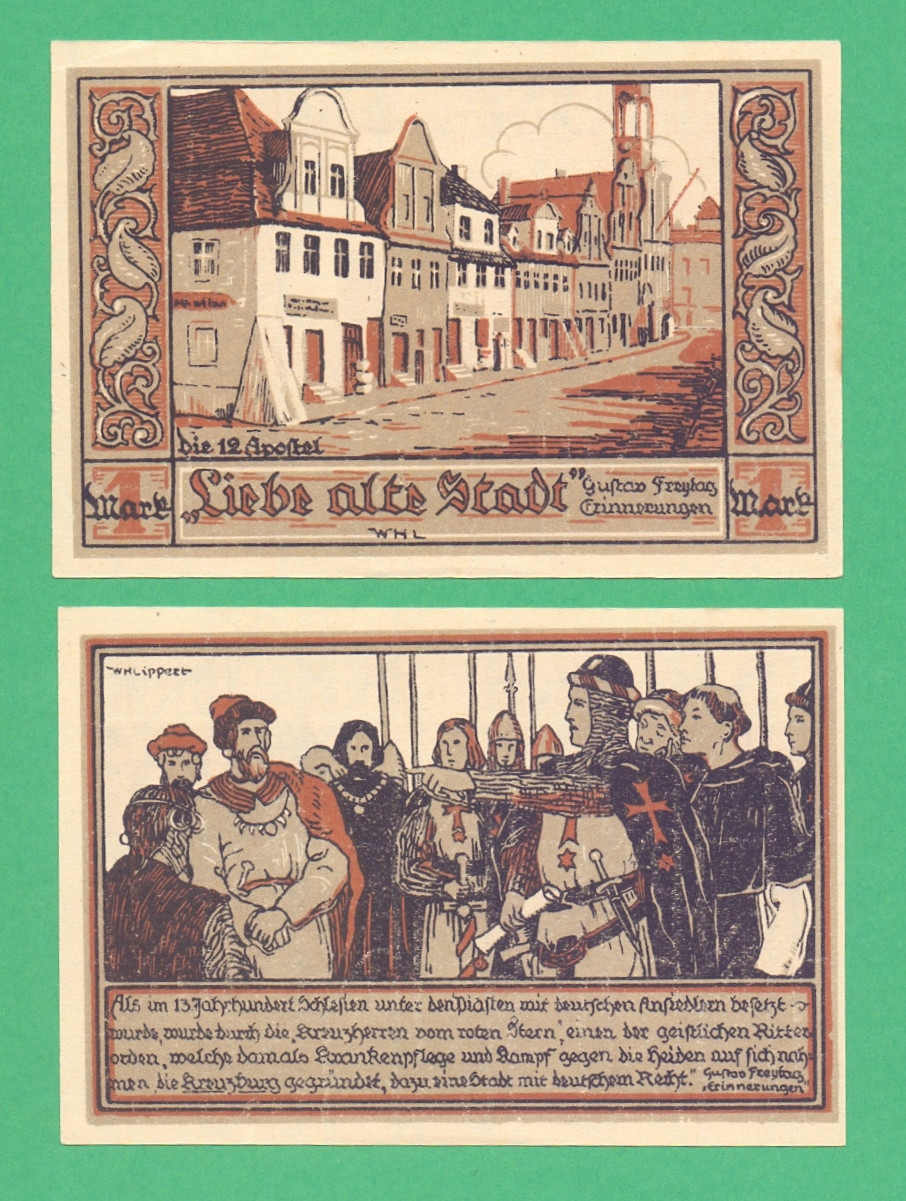 Die 12 Apostel
1 Mark
„Liebe alte Stadt“
Gustav Freytag
Erinnerungen
1 Mark
WHL
WHLippert
Als im 13. Jahrhundert Schlesien unter den Piasten mit deutschen Ansiedlern besetzt
wurde, wurde durch die „Kreuzherren vom roten Stern“, einen der geistlichen Ritter
orden, welche damals Krankenpflege und Kampf gegen die Heiden auf sich nah-
men, die Kreuzburg gegründet, dazu eine Stadt mit deutschem Recht.“ Gustav Freytag
„Erinnerungen“